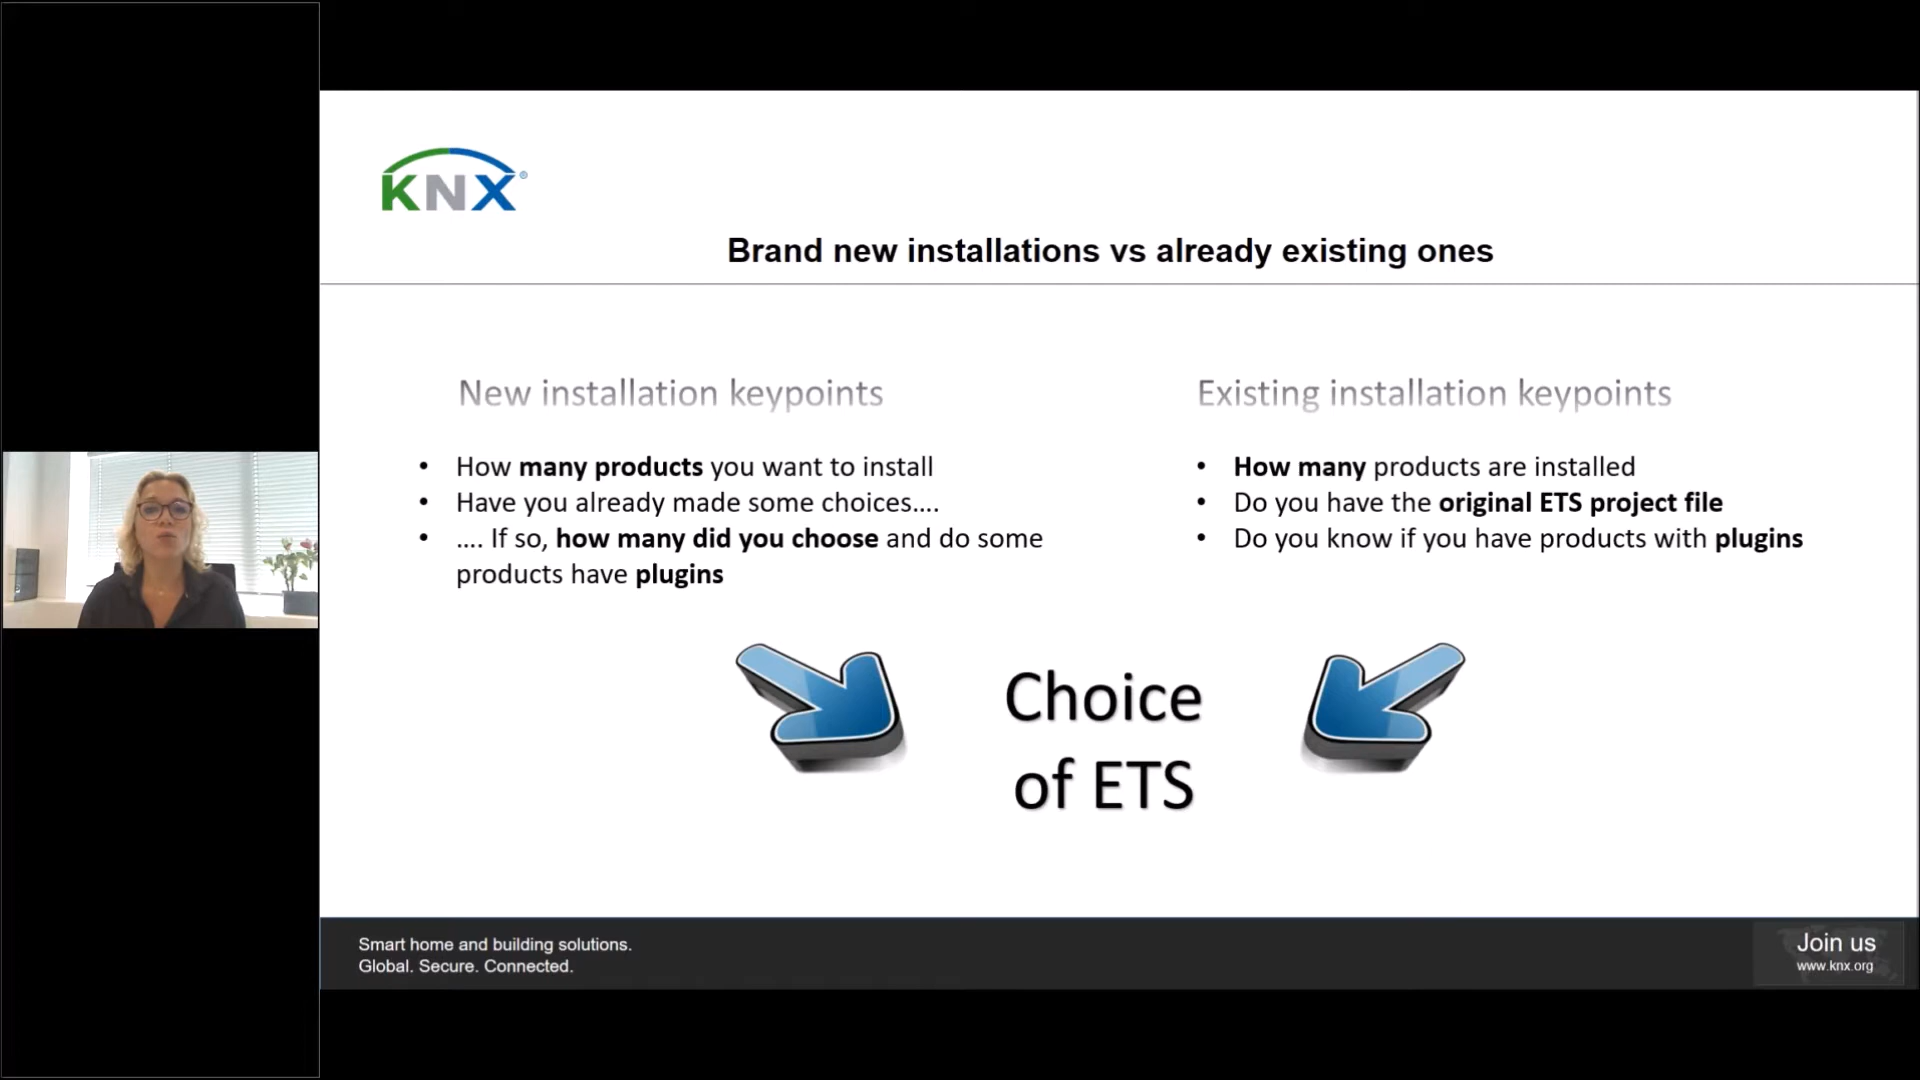 KNX®
Brand new installations vs already existing ones
New installation keypoints
• How many products you want to install
• Have you already made some choices....
• .... If so, how many did you choose and do some
products have plugins
Existing installation keypoints
• How many products are installed
• Do you have the original ETS project file
• Do you know if you have products with plugins
Choice
of ETS
Smart home and building solutions.
Global. Secure. Connected.
Join us
www.knx.org